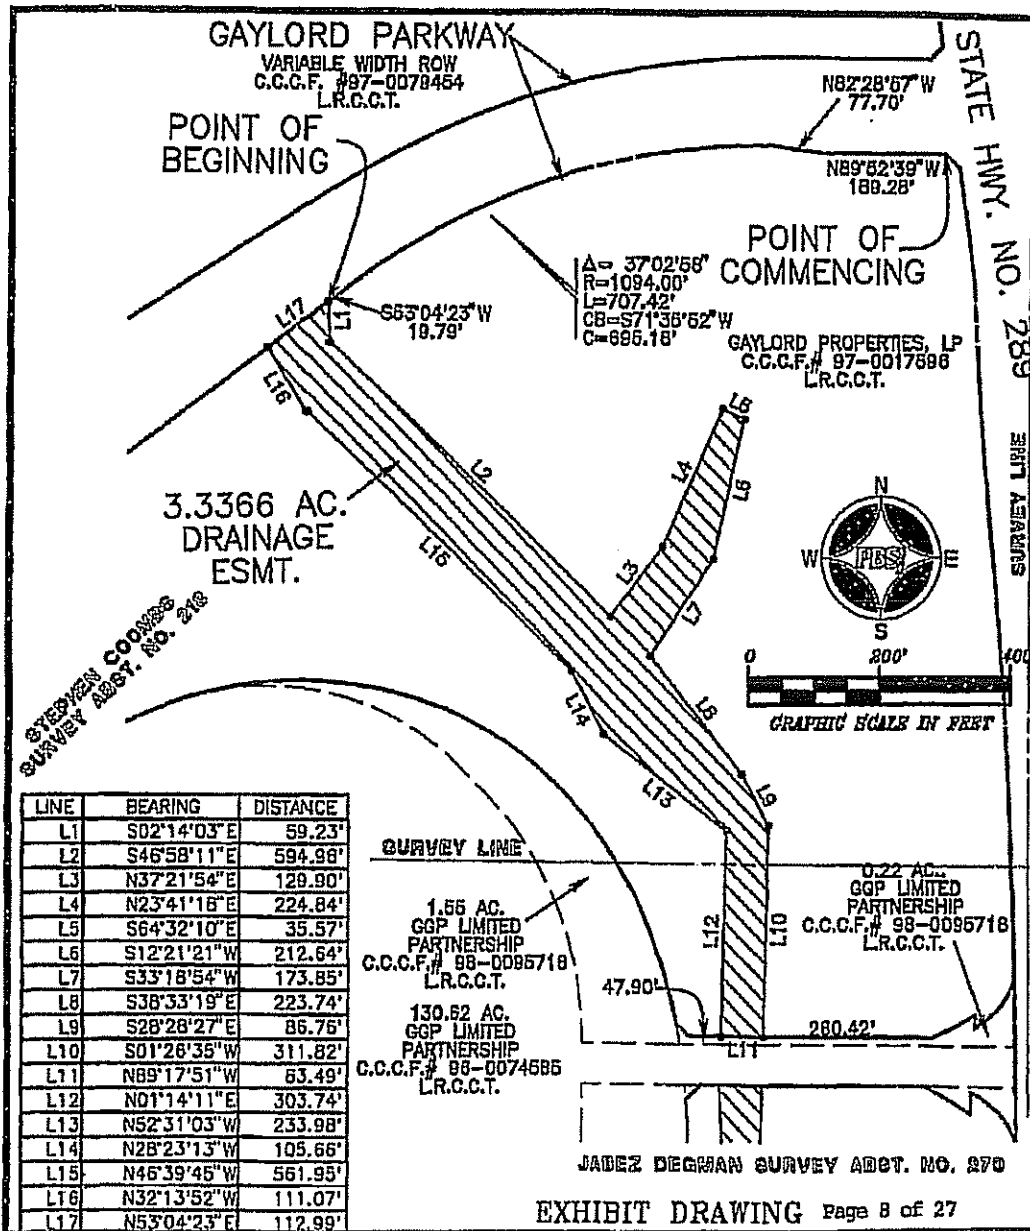 GAYLORD PARKWAY
VARIABLE WIDTH ROW
C.C.C.F. #97-0079454
L.R.C.C.T.
STATE HWY. NO. 289
N82°28'57"W
77.70'
POINT OF
BEGINNING
N89°52'39"W
189.28'
POINT OF
COMMENCING
Δ= 37°02'58"
R=1094.00'
L=707.42'
CB=S71°35'52"W
C=695.18'
L17
L1
S53°04'23"W
19.79'
GAYLORD PROPERTIES, LP
C.C.C.F.# 97-0017696
L.R.C.C.T.
L16
L5
L4
L2
L6
SURVEY LINE
3.3366 AC.
DRAINAGE
ESMT.
L15
L3
L7
N
W
PBS
E
S
STEPHEN COOMBS
SURVEY ABST. NO. 218
0 200' 400'
GRAPHIC SCALE IN FEET
L8
L14
L13
L9
LINE BEARING DISTANCE
L1 S02°14'03"E 59.23'
L2 S46°58'11"E 594.96'
L3 N37°21'54"E 129.90'
L4 N23°41'16"E 224.84'
L5 S64°32'10"E 35.57'
L6 S12°21'21"W 212.64'
L7 S33°16'54"W 173.85'
L8 S38°33'19"E 223.74'
L9 S28°28'27"E 86.76'
L10 S01°26'35"W 311.82'
L11 N89°17'51"W 63.49'
L12 N01°14'11"E 303.74'
L13 N52°31'03"W 233.98'
L14 N28°23'13"W 105.66'
L15 N46°39'45"W 561.95'
L16 N32°13'52"W 111.07'
L17 N53°04'23"E 112.99'
SURVEY LINE
1.55 AC.
GGP LIMITED
PARTNERSHIP
C.C.C.F.# 98-0095718
L.R.C.C.T.
L12
L10
0.22 AC.
GGP LIMITED
PARTNERSHIP
C.C.C.F.# 98-0095718
L.R.C.C.T.
130.62 AC.
GGP LIMITED
PARTNERSHIP
C.C.C.F.# 96-0074585
L.R.C.C.T.
47.90'
L11
260.42'
JABEZ DEGMAN SURVEY ABST. NO. 279
EXHIBIT DRAWING Page 8 of 27